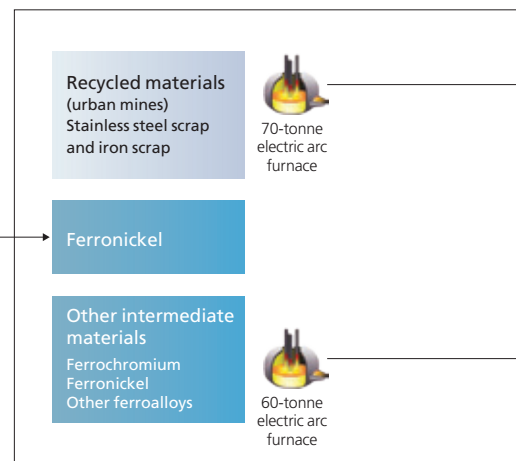 Recycled materials
(urban mines)
Stainless steel scrap
and iron scrap
70-tonne
electric arc
furnace
Ferronickel
Other intermediate
materials
Ferrochromium
Ferronickel
Other ferroalloys
60-tonne
electric arc
furnace